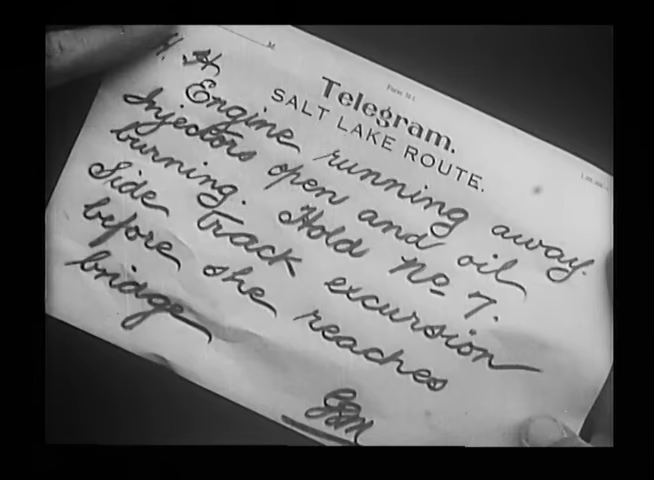 Telegram.
SALT LAKE ROUTE.
Engine running away.
Injectors open and oil
burning. Hold No 7.
Side track excursion
before she reaches
bridge